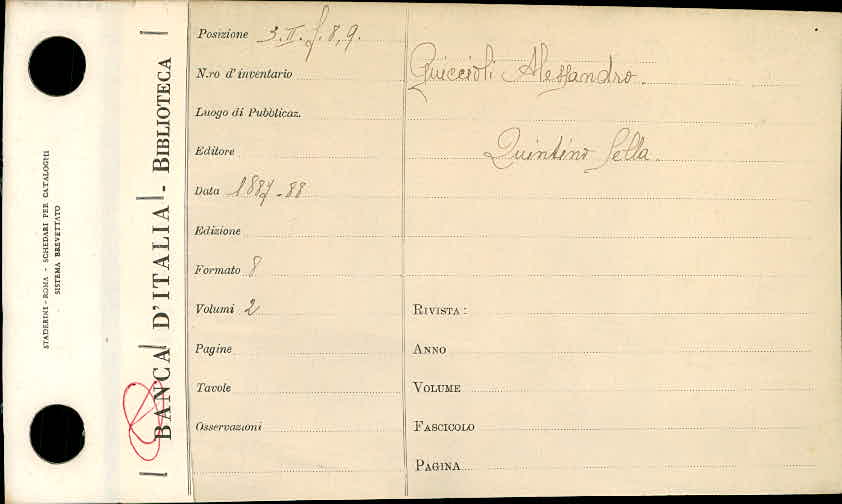 STADERINI - ROMA - SCHEDARI PER CATALOGHI
SISTEMA BREVETTATO
BANCA D'ITALIA - BIBLIOTECA
Posizione 3. II. f. 8, 9.
N.ro d'inventario
Luogo di Pubblicaz.
Editore
Data 1887-88
Edizione
Formato 8
Volumi 2
Pagine
Tavole
Osservazioni
Guiccioli Alessandro.
Quintino Sella.
RIVISTA:
ANNO
VOLUME
FASCICOLO
PAGINA